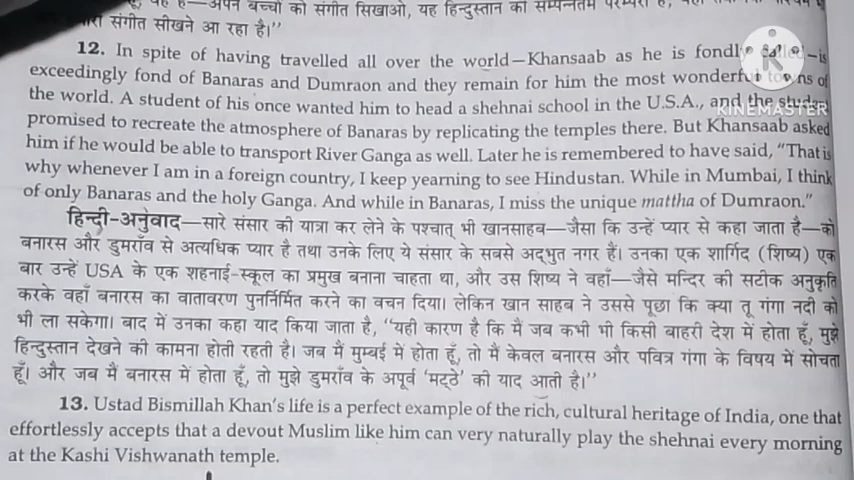 अपने बच्चों को संगीत सिखाओ, यह हिन्दुस्तान की सम्पन्नतम परम्परा है,
संगीत सीखने आ रहा है।”
12. In spite of having travelled all over the world—Khansaab as he is fondly called—is
exceedingly fond of Banaras and Dumraon and they remain for him the most wonderful towns of
the world. A student of his once wanted him to head a shehnai school in the U.S.A., and the student
KINEMASTER
promised to recreate the atmosphere of Banaras by replicating the temples there. But Khansaab asked
him if he would be able to transport River Ganga as well. Later he is remembered to have said, “That is
why whenever I am in a foreign country, I keep yearning to see Hindustan. While in Mumbai, I think
of only Banaras and the holy Ganga. And while in Banaras, I miss the unique mattha of Dumraon.”
हिन्दी-अनुवाद—सारे संसार की यात्रा कर लेने के पश्चात् भी खानसाहब—जैसा कि उन्हें प्यार से कहा जाता है—को
बनारस और डुमराँव से अत्यधिक प्यार है तथा उनके लिए ये संसार के सबसे अद्भुत नगर हैं। उनका एक शार्गिद (शिष्य) एक
बार उन्हें USA के एक शहनाई-स्कूल का प्रमुख बनाना चाहता था, और उस शिष्य ने वहाँ—जैसे मन्दिर की सटीक अनुकृति
करके वहाँ बनारस का वातावरण पुनर्निर्मित करने का वचन दिया। लेकिन खान साहब ने उससे पूछा कि क्या तू गंगा नदी को
भी ला सकेगा। बाद में उनका कहा याद किया जाता है, “यही कारण है कि मैं जब कभी भी किसी बाहरी देश में होता हूँ, मुझे
हिन्दुस्तान देखने की कामना होती रहती है। जब मैं मुम्बई में होता हूँ, तो मैं केवल बनारस और पवित्र गंगा के विषय में सोचता
हूँ। और जब मैं बनारस में होता हूँ, तो मुझे डुमराँव के अपूर्व ‘मट्ठे’ की याद आती है।”
13. Ustad Bismillah Khan’s life is a perfect example of the rich, cultural heritage of India, one that
effortlessly accepts that a devout Muslim like him can very naturally play the shehnai every morning
at the Kashi Vishwanath temple.